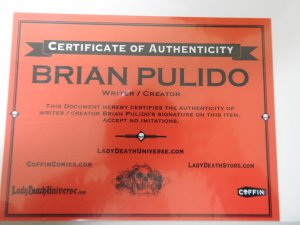 CERTIFICATE OF AUTHENTICITY
BRIAN PULIDO
WRITER / CREATOR
THIS DOCUMENT HEREBY CERTIFIES THE AUTHENTICITY OF
WRITER / CREATOR BRIAN PULIDO'S SIGNATURE ON THIS ITEM.
ACCEPT NO IMITATIONS.
LADYDEATHUNIVERSE.COM
COFFINCOMICS.COM
LADYDEATHSTORE.COM
LadyDeathUniverse.com
COFFIN